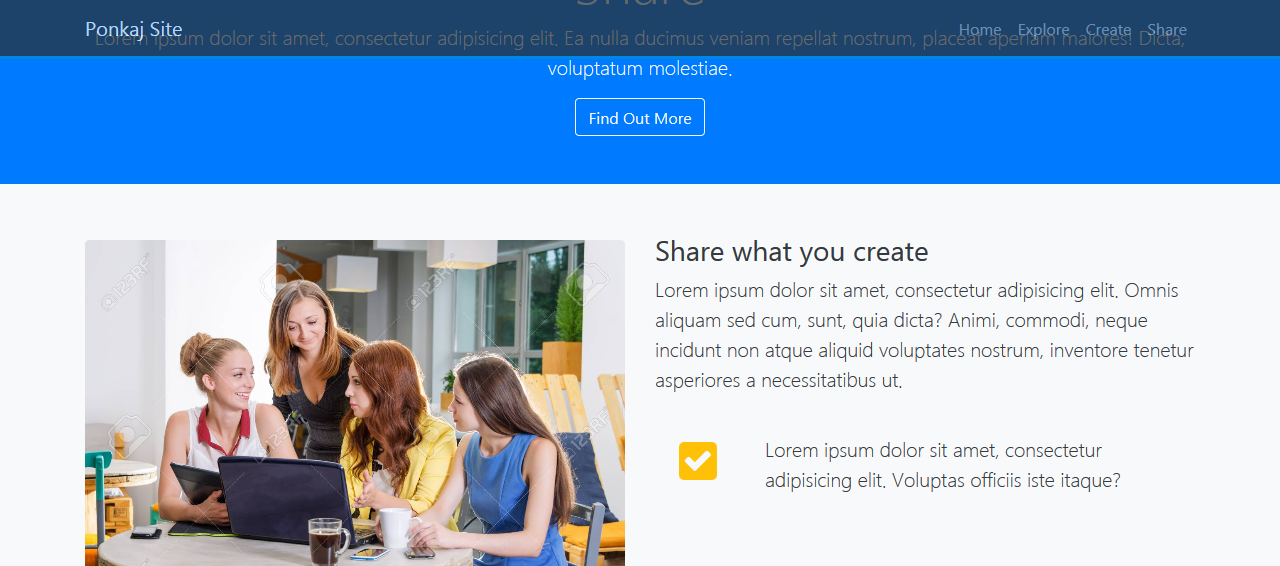 Share
Ponkaj Site
Home Explore Create Share
Lorem ipsum dolor sit amet, consectetur adipisicing elit. Ea nulla ducimus veniam repellat nostrum, placeat aperiam maiores! Dicta,
voluptatum molestiae.
Find Out More
Share what you create
Lorem ipsum dolor sit amet, consectetur adipisicing elit. Omnis
aliquam sed cum, sunt, quia dicta? Animi, commodi, neque
incidunt non atque aliquid voluptates nostrum, inventore tenetur
asperiores a necessitatibus ut.
Lorem ipsum dolor sit amet, consectetur
adipisicing elit. Voluptas officiis iste itaque?
123RF
123RF
123RF